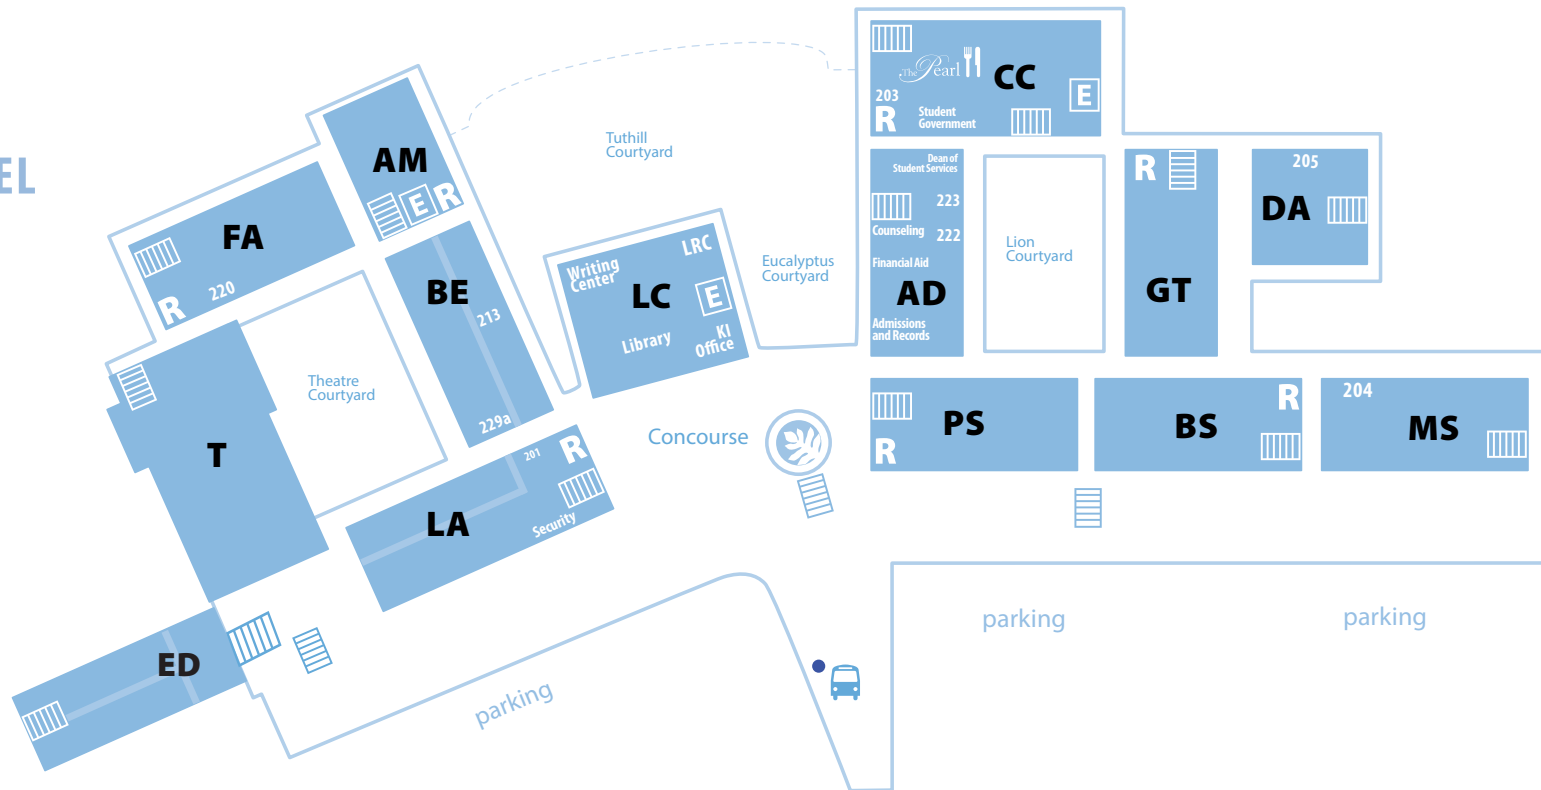 EL
The Pearl
CC
E
203
R
Student
Government
AM
E
R
Tuthill
Courtyard
Dean of
Student Services
223
Counseling
222
Financial Aid
AD
Admissions
and Records
Lion
Courtyard
R
GT
205
DA
FA
220
R
BE
213
229a
Writing
Center
LRC
LC
E
Library
KI
Office
Eucalyptus
Courtyard
Theatre
Courtyard
T
Concourse
PS
R
R
BS
204
MS
201
R
LA
Security
ED
parking
parking
parking